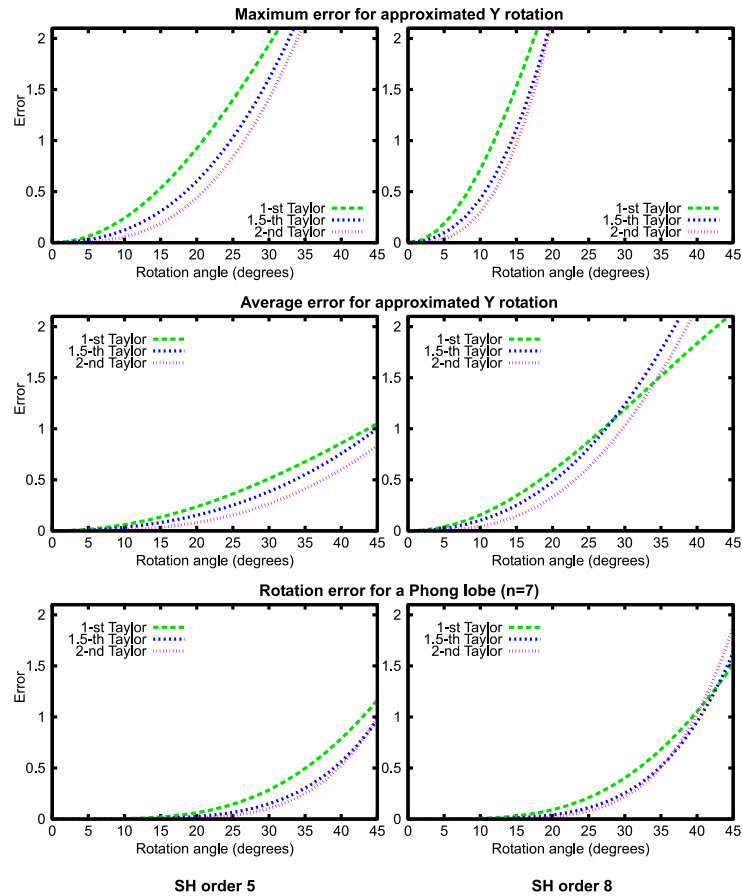 Maximum error for approximated Y rotation
2
1.5
1
0.5
0
Error
1-st Taylor
1.5-th Taylor
2-nd Taylor
0 5 10 15 20 25 30 35 40 45
Rotation angle (degrees)
2
1.5
1
0.5
0
1-st Taylor
1.5-th Taylor
2-nd Taylor
0 5 10 15 20 25 30 35 40 45
Rotation angle (degrees)
Average error for approximated Y rotation
2
1.5
1
0.5
0
Error
1-st Taylor
1.5-th Taylor
2-nd Taylor
0 5 10 15 20 25 30 35 40 45
Rotation angle (degrees)
2
1.5
1
0.5
0
1-st Taylor
1.5-th Taylor
2-nd Taylor
0 5 10 15 20 25 30 35 40 45
Rotation angle (degrees)
Rotation error for a Phong lobe (n=7)
2
1.5
1
0.5
0
Error
1-st Taylor
1.5-th Taylor
2-nd Taylor
0 5 10 15 20 25 30 35 40 45
Rotation angle (degrees)
2
1.5
1
0.5
0
1-st Taylor
1.5-th Taylor
2-nd Taylor
0 5 10 15 20 25 30 35 40 45
Rotation angle (degrees)
SH order 5
SH order 8